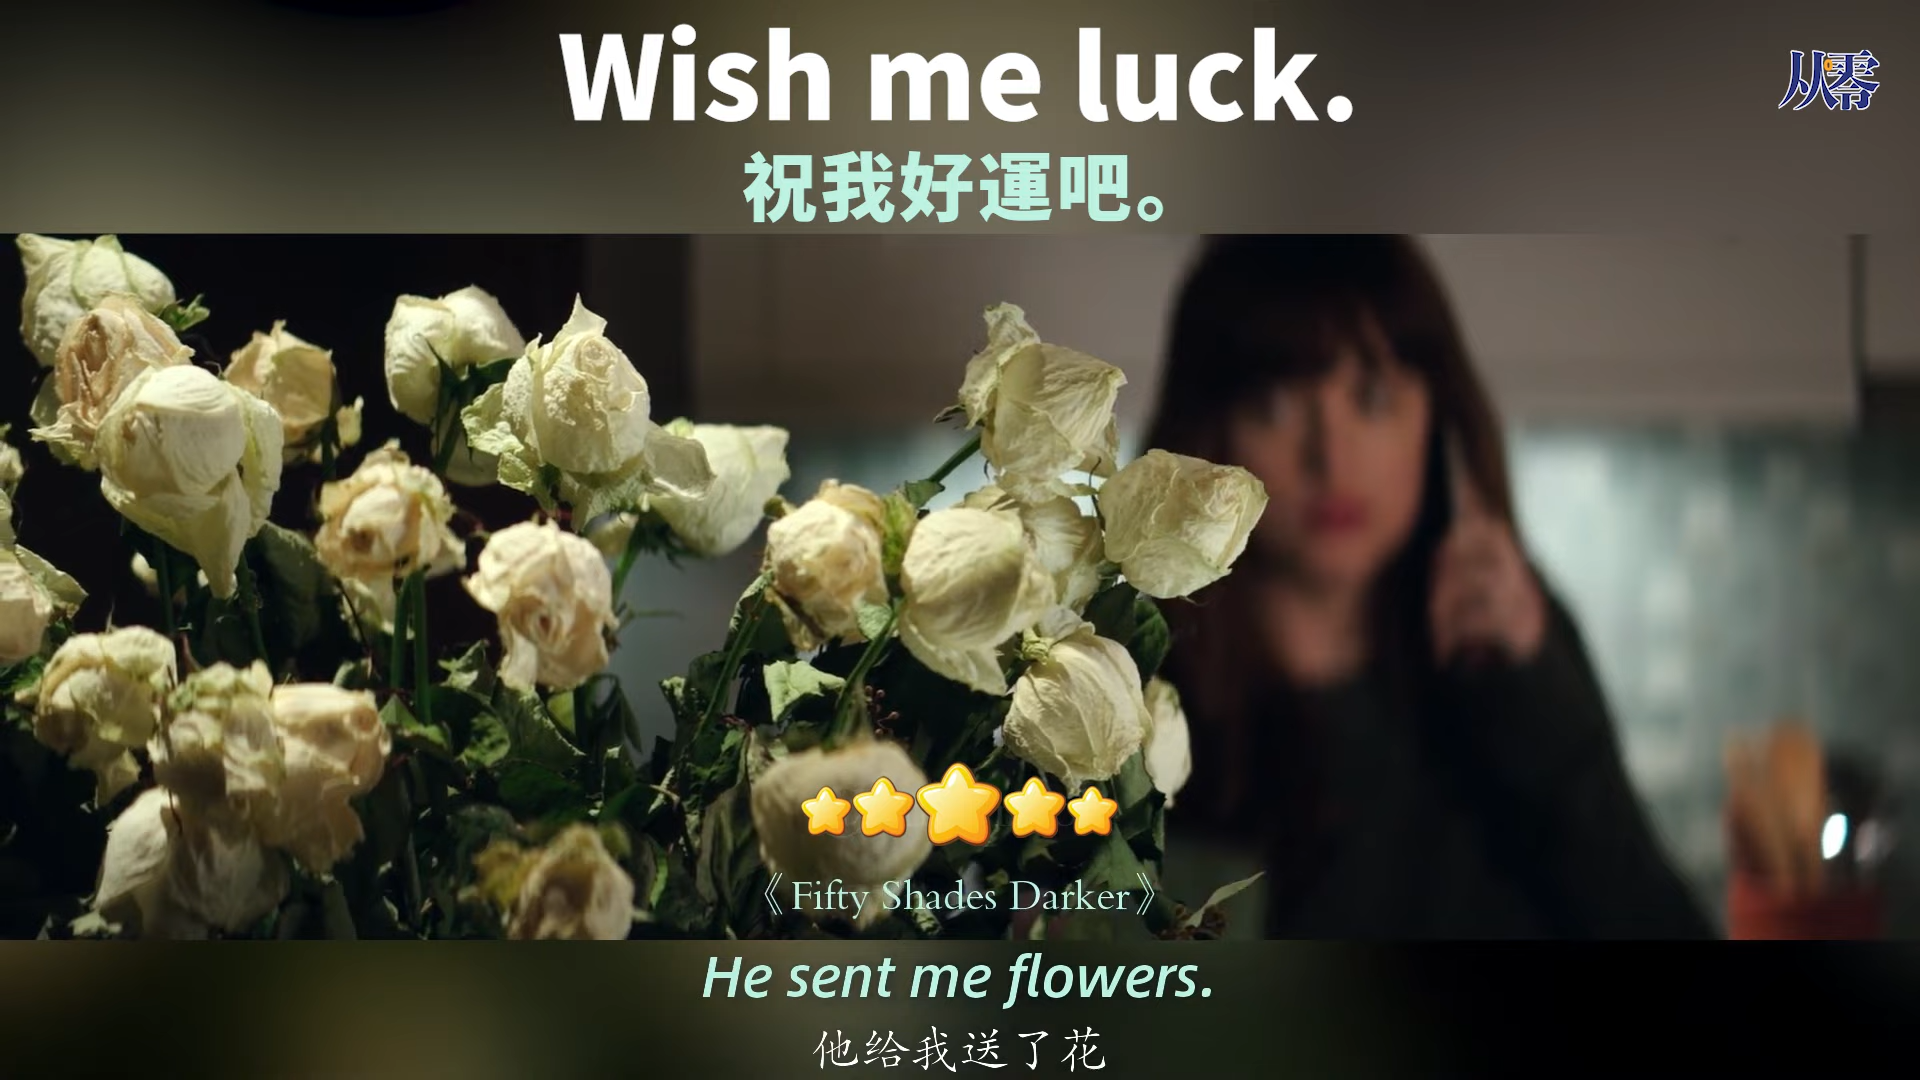 Wish me luck.
从零
祝我好運吧。
《Fifty Shades Darker》
He sent me flowers.
他给我送了花